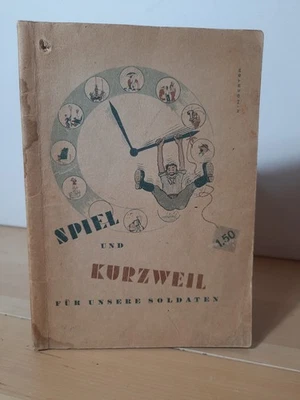 SPIEL
UND
KURZWEIL
FÜR UNSERE SOLDATEN
1.50